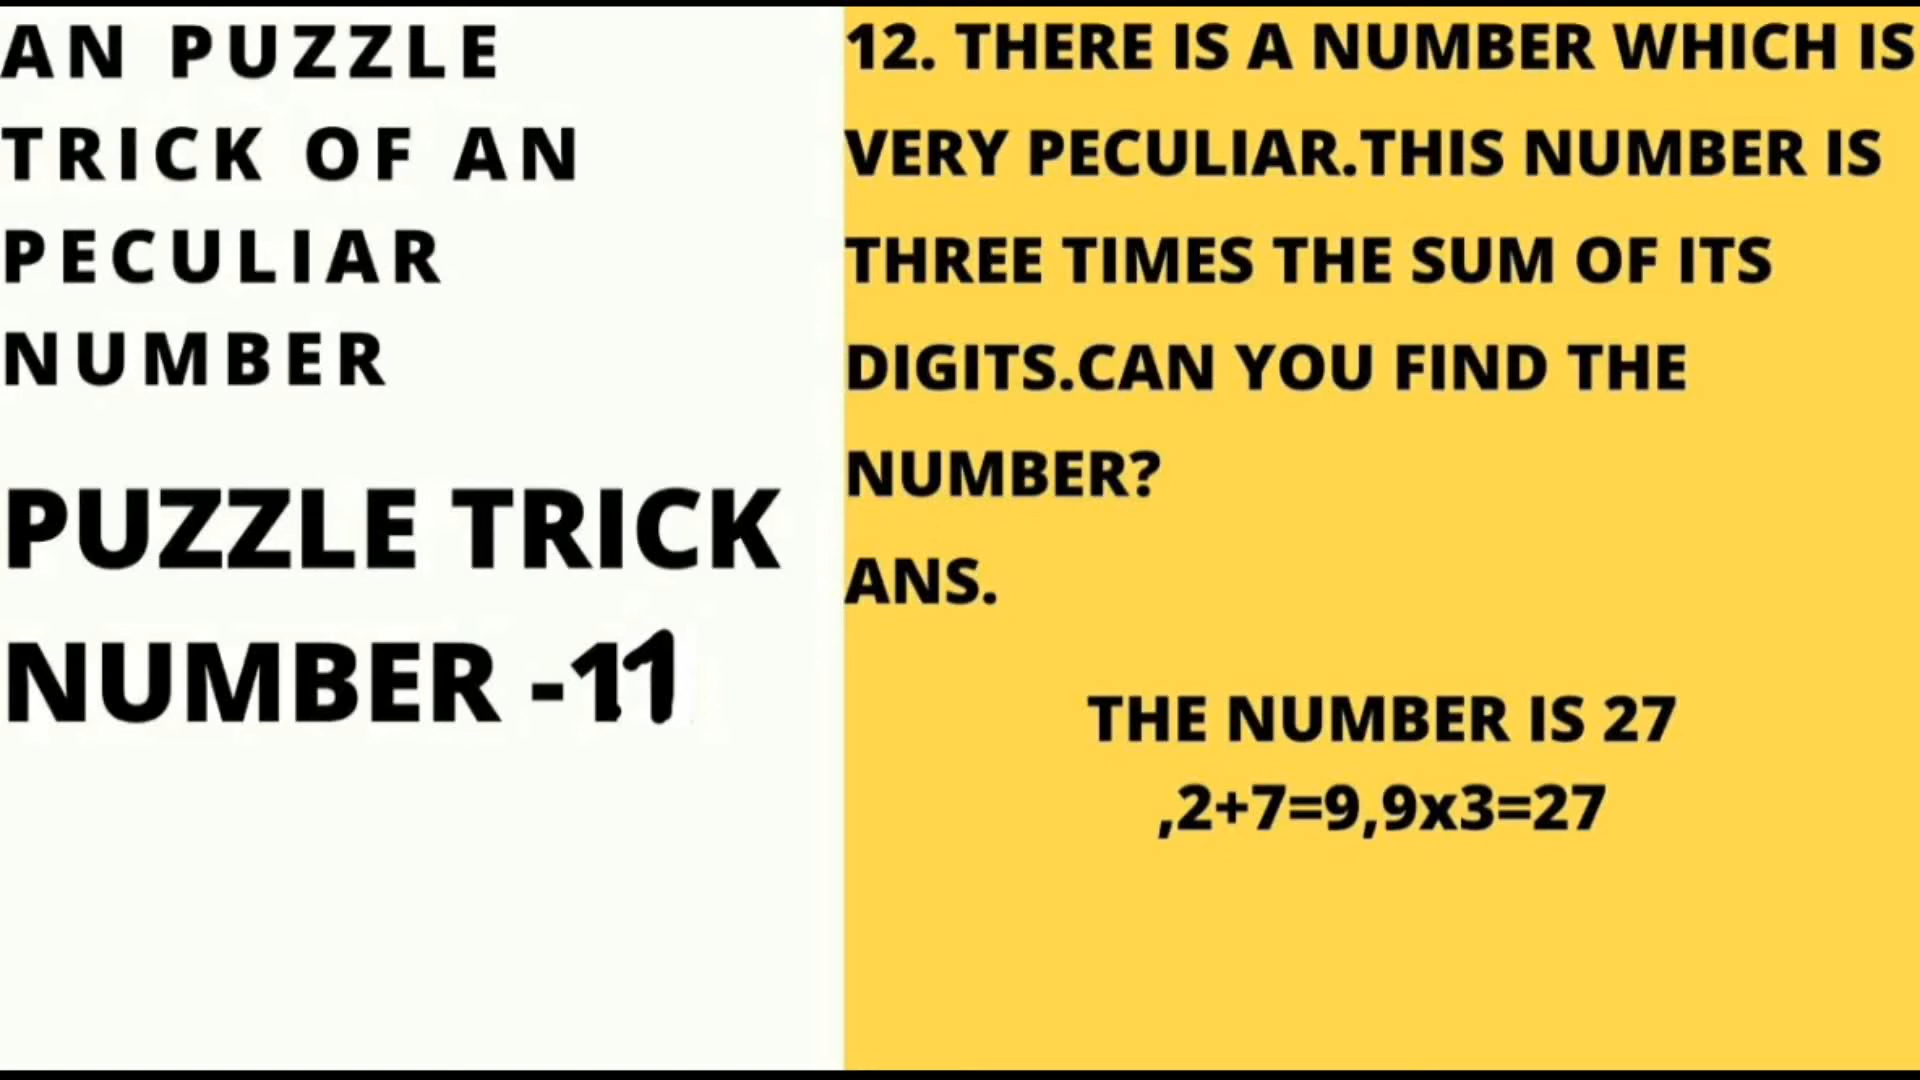 AN PUZZLE
TRICK OF AN
PECULIAR
NUMBER
PUZZLE TRICK
NUMBER -11
12. THERE IS A NUMBER WHICH IS
VERY PECULIAR.THIS NUMBER IS
THREE TIMES THE SUM OF ITS
DIGITS.CAN YOU FIND THE
NUMBER?
ANS.
THE NUMBER IS 27
,2+7=9,9x3=27